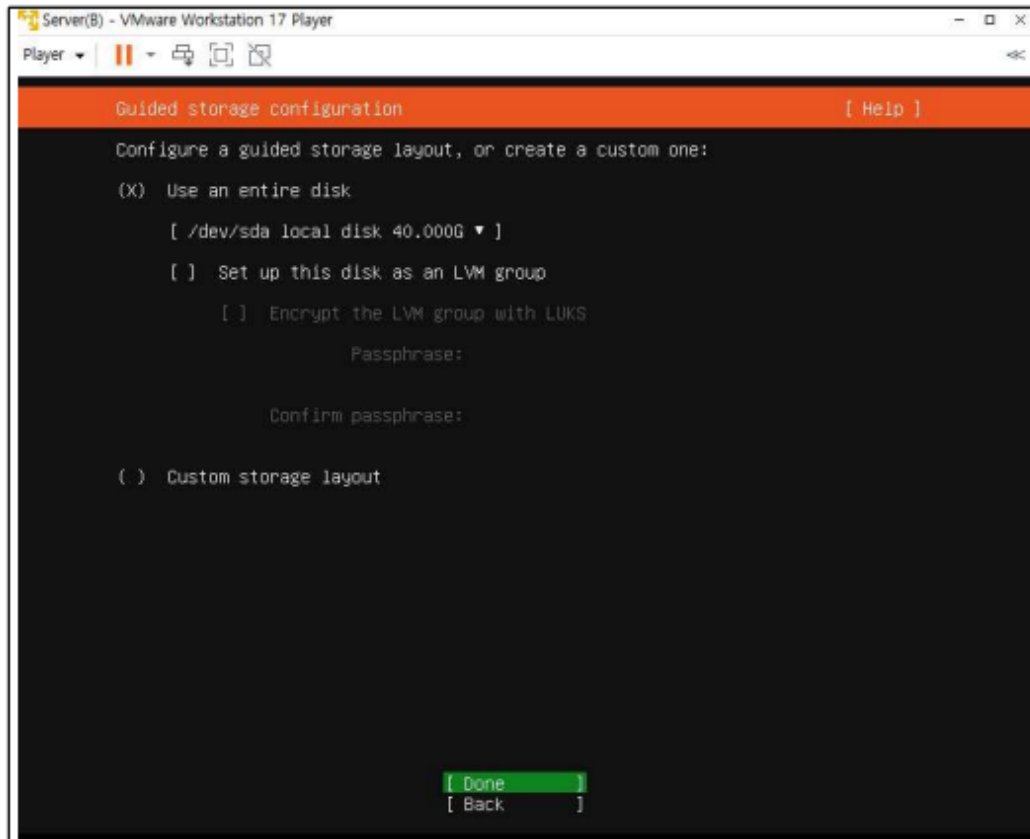 Server(B) - VMware Workstation 17 Player
Player
Guided storage configuration [ Help ]
Configure a guided storage layout, or create a custom one:
(X) Use an entire disk
[ /dev/sda local disk 40.000G ▾ ]
[ ] Set up this disk as an LVM group
[ ] Encrypt the LVM group with LUKS
Passphrase:
Confirm passphrase:
( ) Custom storage layout
[ Done ]
[ Back ]